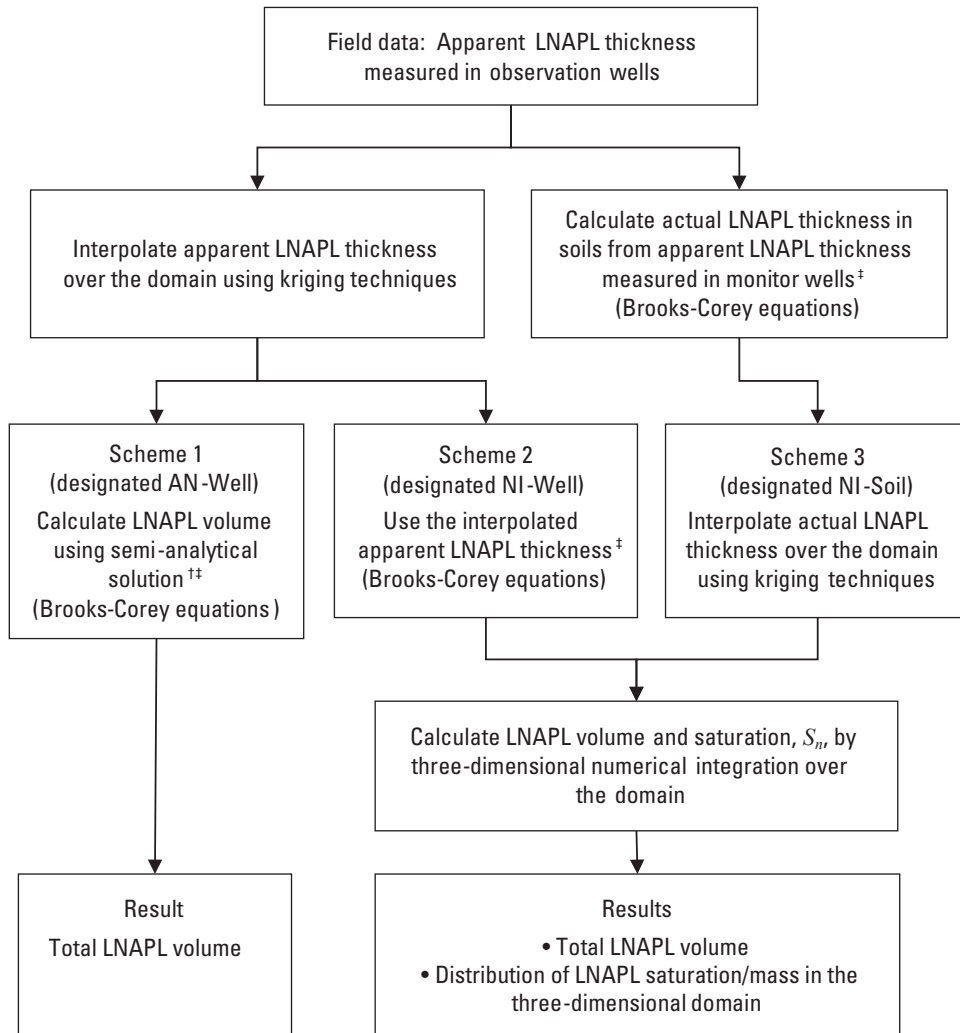 Field data: Apparent LNAPL thickness
measured in observation wells
Interpolate apparent LNAPL thickness
over the domain using kriging techniques
Calculate actual LNAPL thickness in
soils from apparent LNAPL thickness
measured in monitor wells‡
(Brooks-Corey equations)
Scheme 1
(designated AN-Well)
Calculate LNAPL volume
using semi-analytical
solution†‡
(Brooks-Corey equations)
Scheme 2
(designated NI-Well)
Use the interpolated
apparent LNAPL thickness‡
(Brooks-Corey equations)
Scheme 3
(designated NI-Soil)
Interpolate actual LNAPL
thickness over the domain
using kriging techniques
Calculate LNAPL volume and saturation, Sn, by
three-dimensional numerical integration over
the domain
Result
Total LNAPL volume
Results
• Total LNAPL volume
• Distribution of LNAPL saturation/mass in the
three-dimensional domain